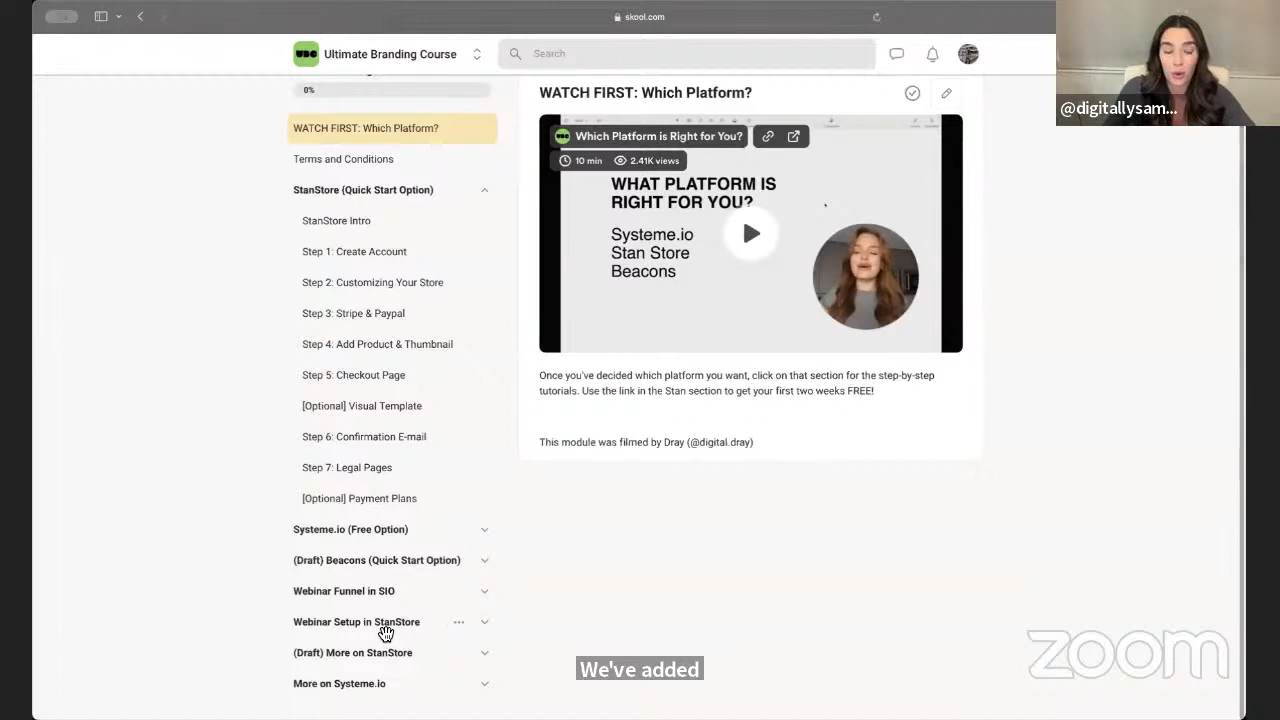 skool.com
UBC
Ultimate Branding Course
Search
@digitallysam...
0%
WATCH FIRST: Which Platform?
Terms and Conditions
StanStore (Quick Start Option)
StanStore Intro
Step 1: Create Account
Step 2: Customizing Your Store
Step 3: Stripe & Paypal
Step 4: Add Product & Thumbnail
Step 5: Checkout Page
[Optional] Visual Template
Step 6: Confirmation E-mail
Step 7: Legal Pages
[Optional] Payment Plans
Systeme.io (Free Option)
(Draft) Beacons (Quick Start Option)
Webinar Funnel in SIO
Webinar Setup in StanStore
(Draft) More on StanStore
More on Systeme.io
WATCH FIRST: Which Platform?
Which Platform is Right for You?
10 min 2.41K views
WHAT PLATFORM IS
RIGHT FOR YOU?
Systeme.io
Stan Store
Beacons
Once you've decided which platform you want, click on that section for the step-by-step
tutorials. Use the link in the Stan section to get your first two weeks FREE!
This module was filmed by Dray (@digital.dray)
We've added
zoom